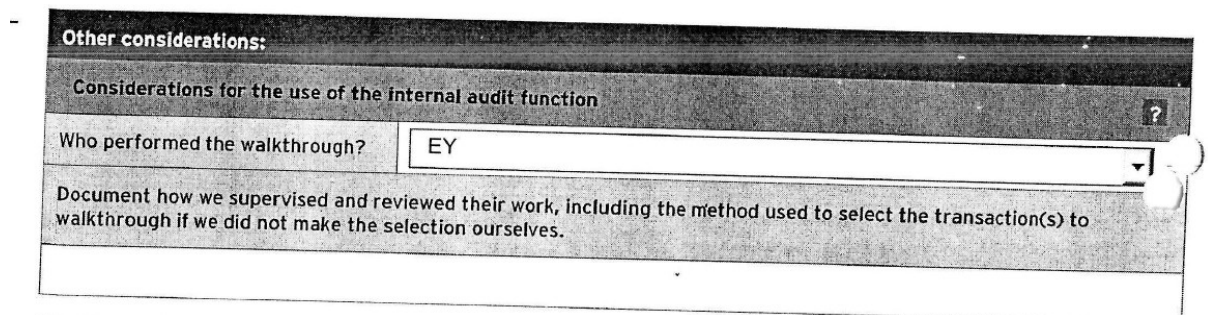 Other considerations:
Considerations for the use of the internal audit function
?
Who performed the walkthrough?
EY
Document how we supervised and reviewed their work, including the method used to select the transaction(s) to
walkthrough if we did not make the selection ourselves.